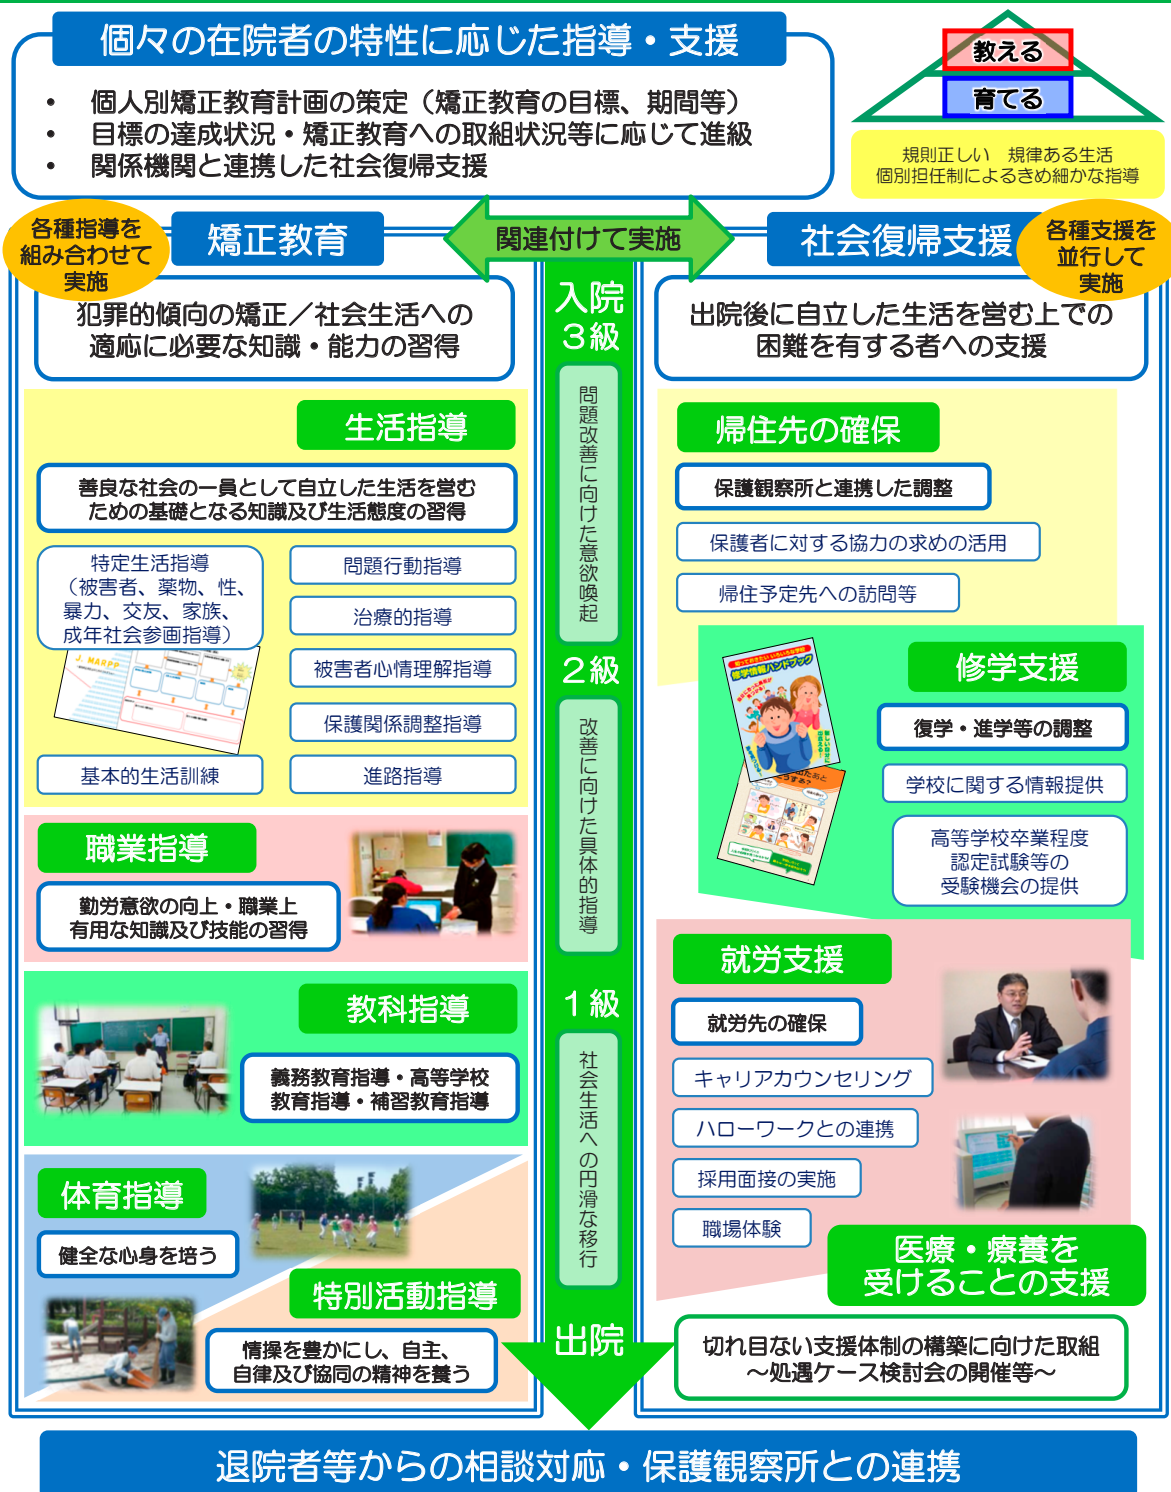 個々の在院者の特性に応じた指導・支援
• 個人別矯正教育計画の策定（矯正教育の目標、期間等）
• 目標の達成状況・矯正教育への取組状況等に応じて進級
• 関係機関と連携した社会復帰支援
教える
育てる
規則正しい 規律ある生活
個別担任制によるきめ細かな指導
各種指導を
組み合わせて
実施
矯正教育
関連付けて実施
社会復帰支援
各種支援を
並行して
実施
犯罪的傾向の矯正／社会生活への
適応に必要な知識・能力の習得
生活指導
善良な社会の一員として自立した生活を営む
ための基礎となる知識及び生活態度の習得
特定生活指導
（被害者、薬物、性、
暴力、交友、家族、
成年社会参画指導）
J. MARPP
基本的生活訓練
問題行動指導
治療的指導
被害者心情理解指導
保護関係調整指導
進路指導
職業指導
勤労意欲の向上・職業上
有用な知識及び技能の習得
教科指導
義務教育指導・高等学校
教育指導・補習教育指導
体育指導
健全な心身を培う
特別活動指導
情操を豊かにし、自主、
自律及び協同の精神を養う
入院
3級
問題改善に向けた意欲喚起
2級
改善に向けた具体的指導
1級
社会生活への円滑な移行
出院
出院後に自立した生活を営む上での
困難を有する者への支援
帰住先の確保
保護観察所と連携した調整
保護者に対する協力の求めの活用
帰住予定先への訪問等
修学支援
知っておきたい いろいろな学校
修学情報ハンドブック
復学・進学等の調整
学校に関する情報提供
高等学校卒業程度
認定試験等の
受験機会の提供
就労支援
就労先の確保
キャリアカウンセリング
ハローワークとの連携
採用面接の実施
職場体験
医療・療養を
受けることの支援
切れ目ない支援体制の構築に向けた取組
～処遇ケース検討会の開催等～
退院者等からの相談対応・保護観察所との連携